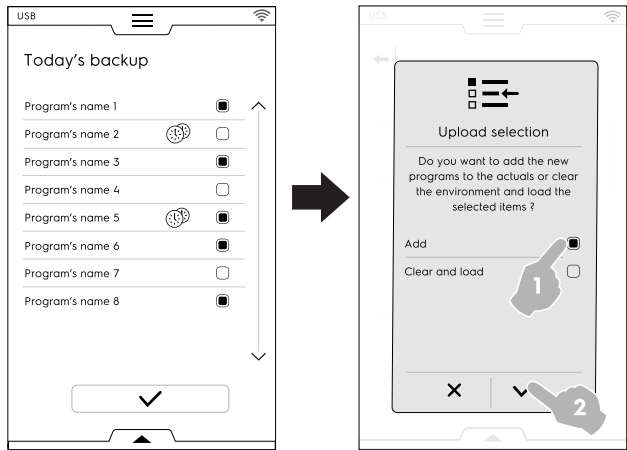 USB
Today's backup
Program's name 1
Program's name 2
Program's name 3
Program's name 4
Program's name 5
Program's name 6
Program's name 7
Program's name 8
USB
Upload selection
Do you want to add the new
programs to the actuals or clear
the environment and load the
selected items ?
Add
Clear and load
1
2